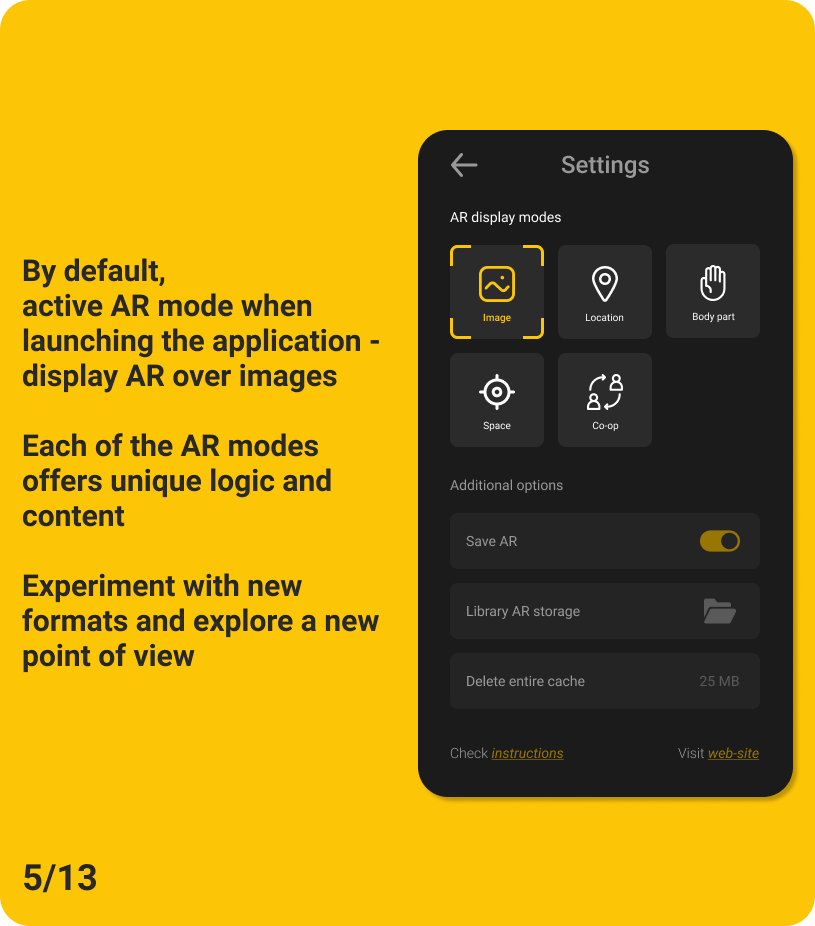 By default,
active AR mode when
launching the application -
display AR over images
Each of the AR modes
offers unique logic and
content
Experiment with new
formats and explore a new
point of view
5/13
Settings
AR display modes
Image
Location
Body part
Space
Co-op
Additional options
Save AR
Library AR storage
Delete entire cache 25 MB
Check instructions Visit web-site